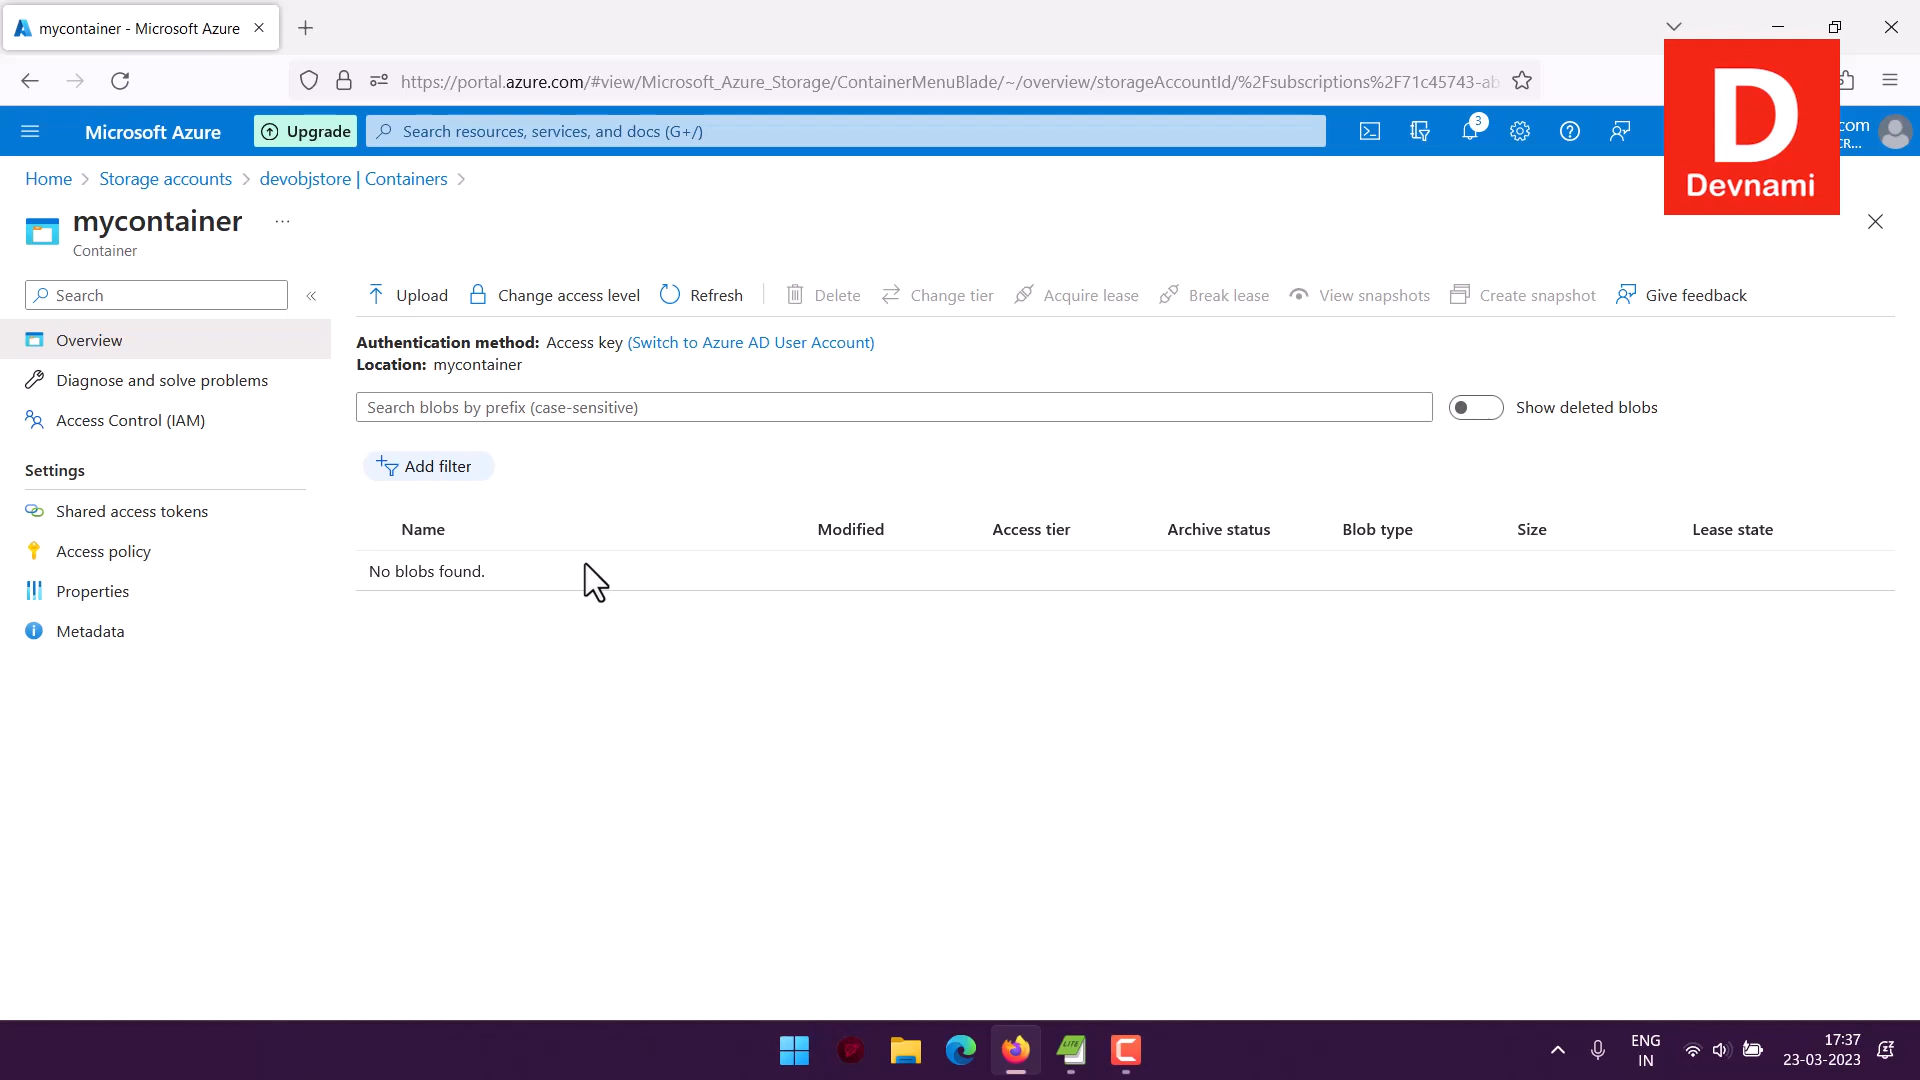 mycontainer - Microsoft Azure
https://portal.azure.com/#view/Microsoft_Azure_Storage/ContainerMenuBlade/~/overview/storageAccountId/%2Fsubscriptions%2F71c45743-ab
Microsoft Azure
Upgrade
Search resources, services, and docs (G+/)
3
com
CR...
D
Devnami
Home > Storage accounts > devobjstore | Containers >
mycontainer ...
Container
Search
«
Upload
Change access level
Refresh
Delete
Change tier
Acquire lease
Break lease
View snapshots
Create snapshot
Give feedback
Overview
Diagnose and solve problems
Access Control (IAM)
Settings
Shared access tokens
Access policy
Properties
Metadata
Authentication method: Access key (Switch to Azure AD User Account)
Location: mycontainer
Search blobs by prefix (case-sensitive)
Show deleted blobs
Add filter
Name Modified Access tier Archive status Blob type Size Lease state
No blobs found.
LITE
ENG
IN
17:37
23-03-2023